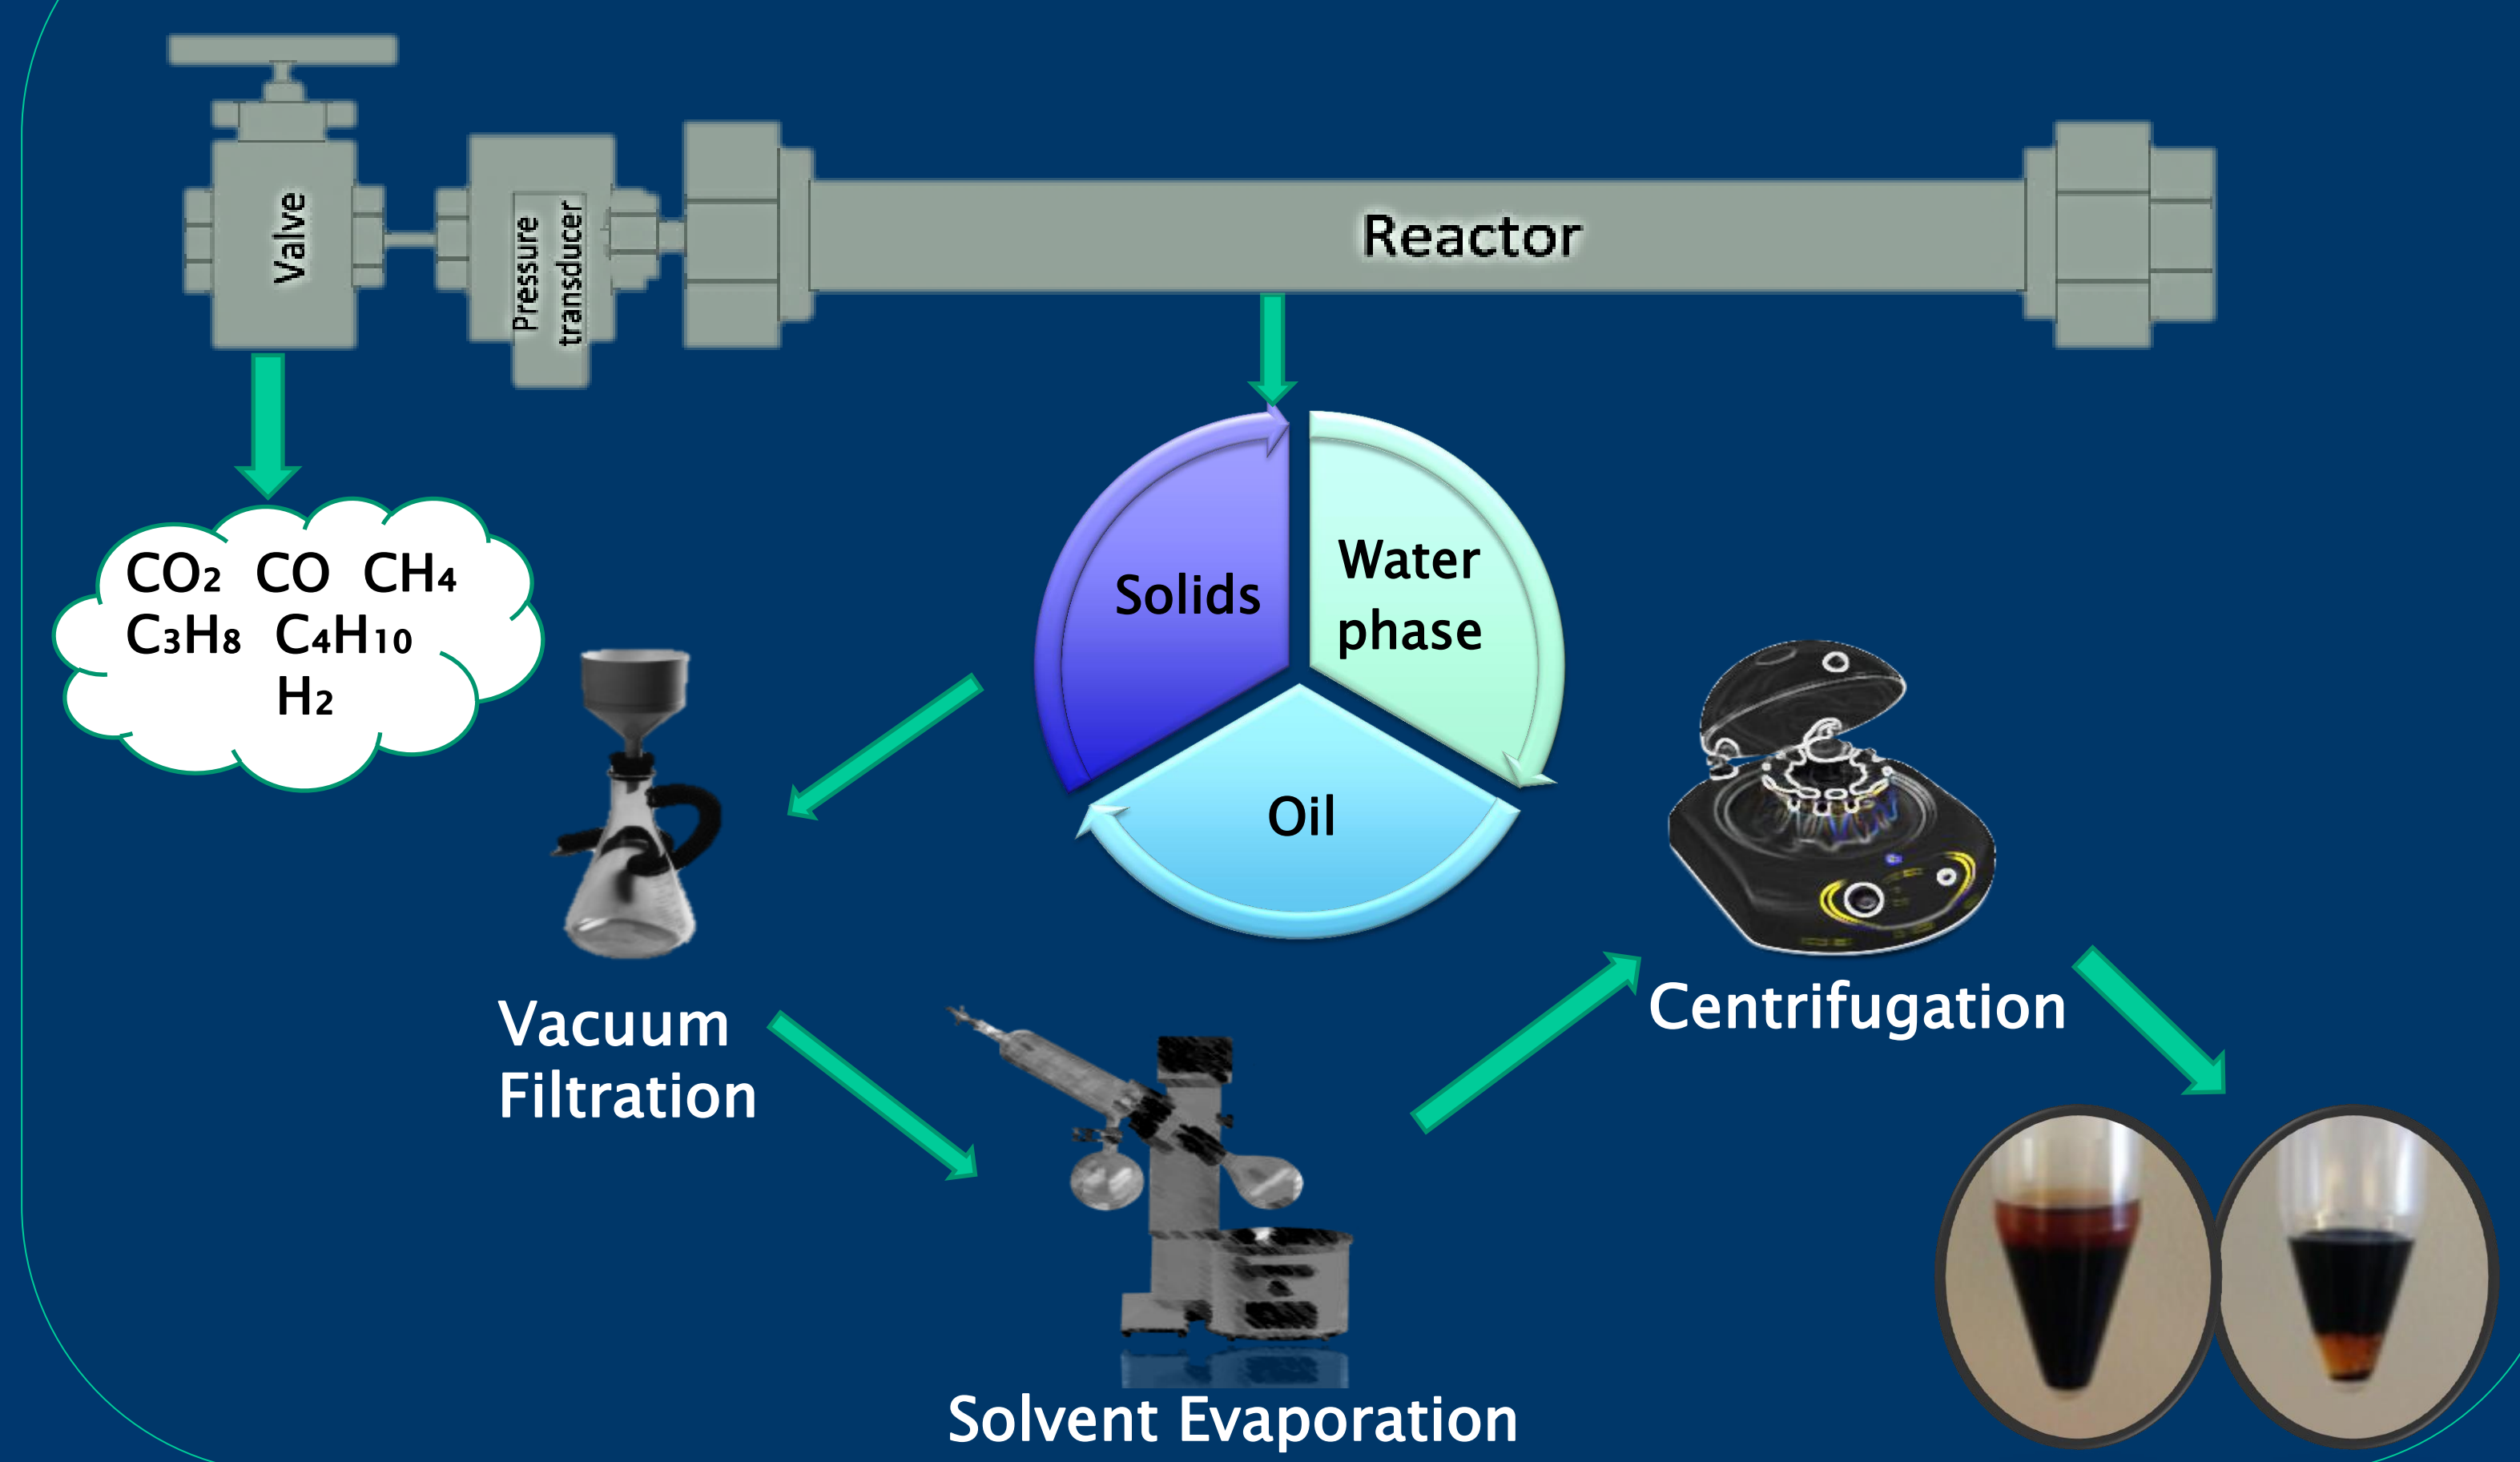 Valve
Pressure
transducer
Reactor
CO2 CO CH4
C3H8 C4H10
H2
Solids
Water
phase
Oil
Vacuum
Filtration
Centrifugation
Solvent Evaporation